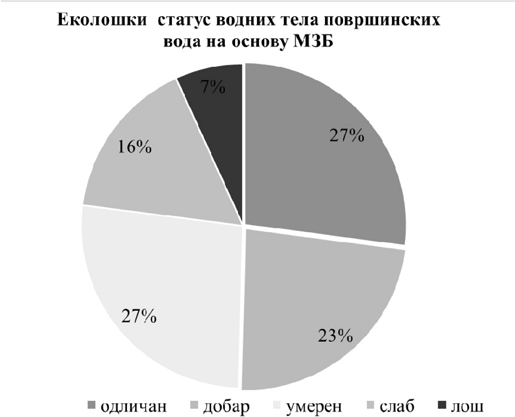 Еколошки статус водних тела површинских
вода на основу МЗБ
7%
27%
16%
27%
23%
одличан добар умерен слаб лош